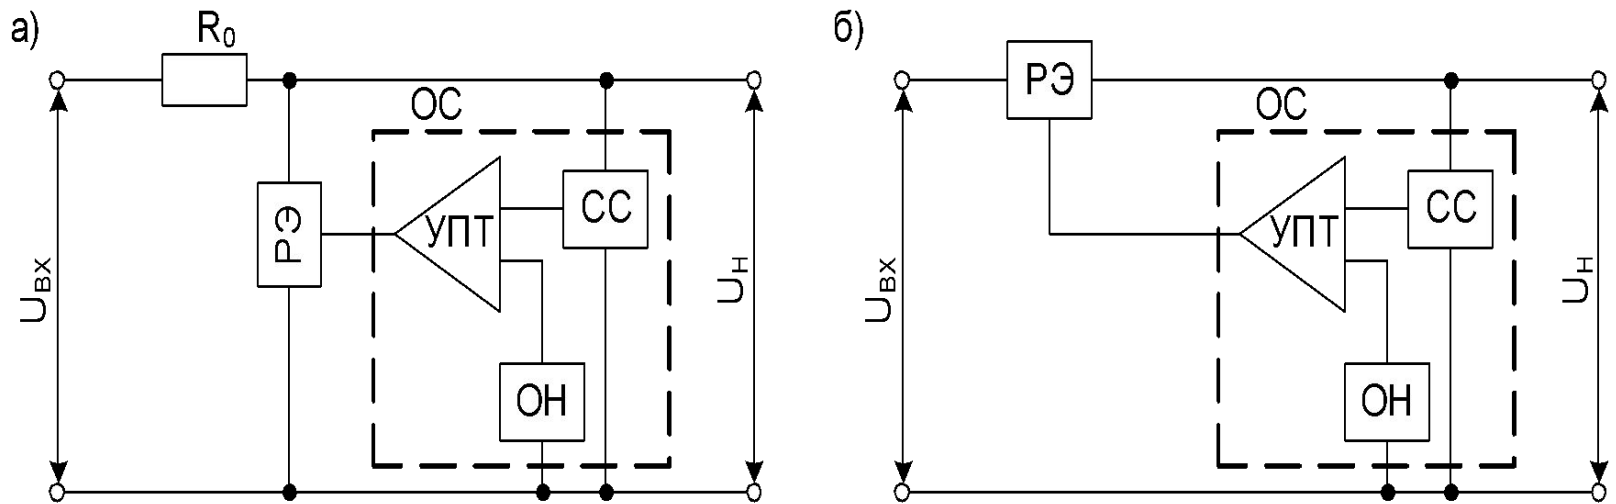 а)
R₀
РЭ
ОС
УПТ
СС
ОН
Uвх
Uн
б)
РЭ
ОС
УПТ
СС
ОН
Uвх
Uн